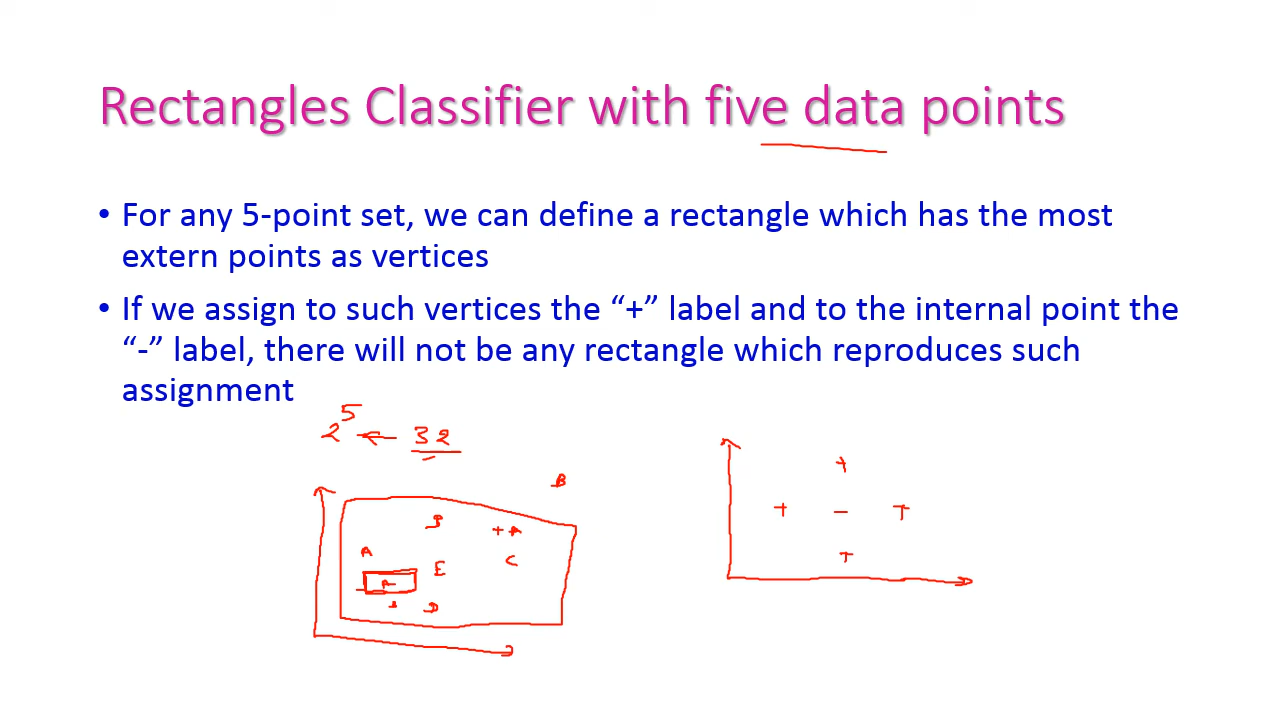 Rectangles Classifier with five data points
• For any 5-point set, we can define a rectangle which has the most
extern points as vertices
• If we assign to such vertices the “+” label and to the internal point the
“-” label, there will not be any rectangle which reproduces such
assignment
2^5 ← 32
B
+ A
A
C
E
D
+
+ - +
+